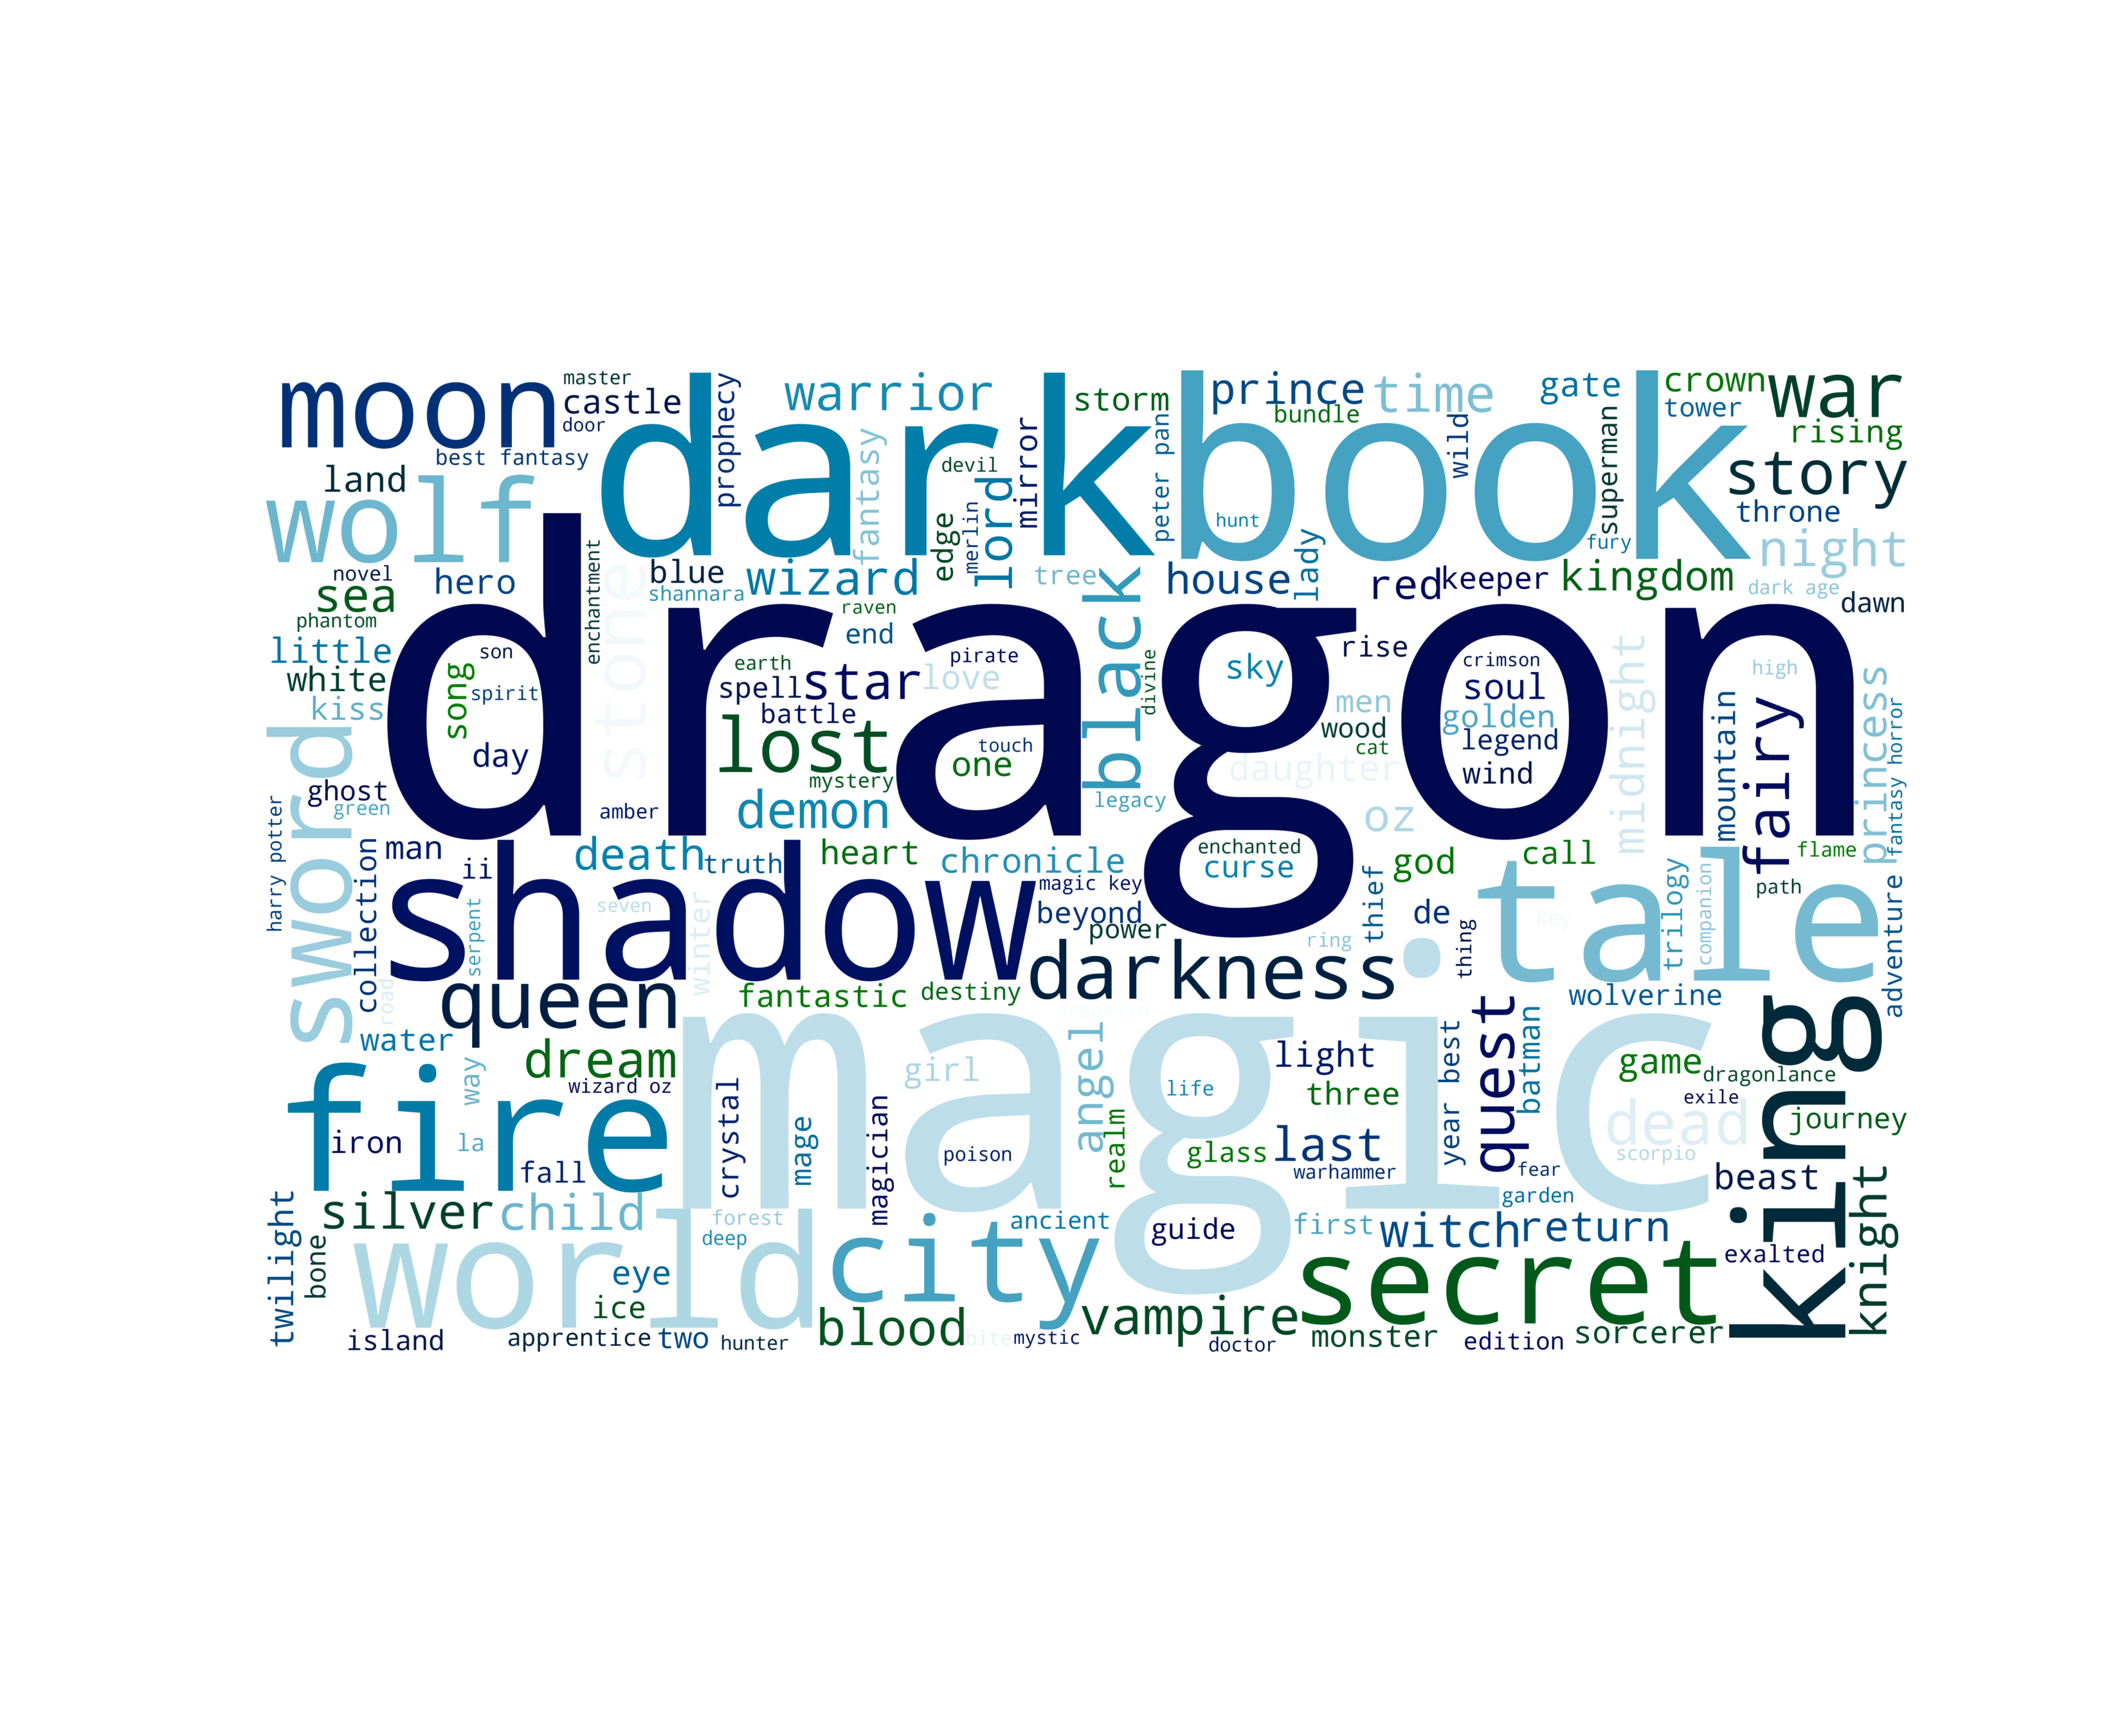 moon
master
castle
door
dark
prophecy
warrior
storm
book
prince
bundle
time
gate
crown
tower
war
rising
best fantasy
land
wolf
fantasy
devil
lord
mirror
merlin
edge
peter pan
hunt
wild
superman
fury
story
throne
night
novel
sea
phantom
hero
enchantment
stone
blue
shannara
wizard
raven
end
tree
black
house
lady
red
keeper
kingdom
dark age
dawn
dragon
little
white
kiss
song
son
spirit
day
earth
spell
star
battle
lost
mystery
love
pirate
touch
one
divine
sky
rise
men
wood
cat
daughter
crimson
soul
golden
legend
wind
midnight
high
mountain
fairy
princess
fantasy horror
sword
ghost
green
harry potter
amber
demon
legacy
oz
man
ii
collection
death
truth
heart
chronicle
enchanted
curse
god
call
flame
path
shadow
serpent
seven
winter
magic key
beyond
power
thief
ring
de
thing
.
key
tale
trilogy
companion
adventure
road
queen
fantastic
destiny
darkness
assassin
wolverine
water
fire
way
dream
wizard oz
magic
girl
angel
life
light
three
year best
quest
batman
game
dragonlance
exile
dead
scorpio
journey
king
iron
la
fall
crystal
mage
magician
poison
realm
glass
last
warhammer
fear
garden
beast
silver
child
forest
deep
ancient
guide
first
witch
return
exalted
knight
twilight
bone
world
eye
ice
city
secret
island
apprentice
two
hunter
blood
bite
mystic
vampire
doctor
monster
edition
sorcerer